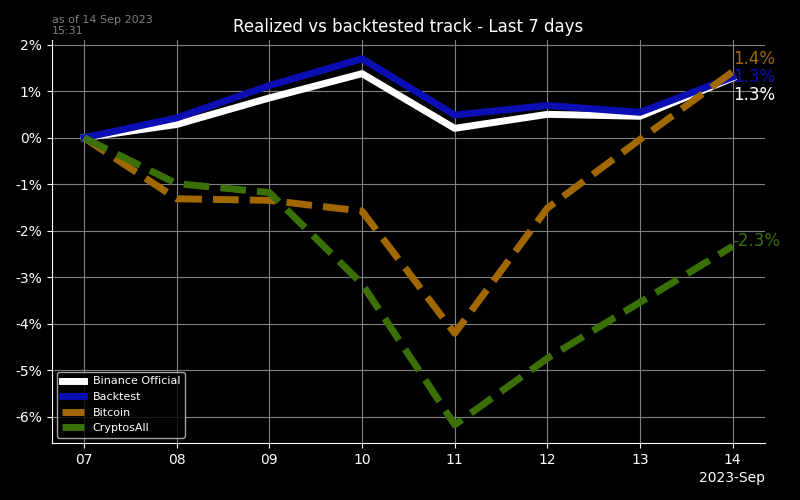 as of 14 Sep 2023
15:31
Realized vs backtested track - Last 7 days
2%
1%
0%
-1%
-2%
-3%
-4%
-5%
-6%
1.4%
1.3%
1.3%
-2.3%
Binance Official
Backtest
Bitcoin
CryptosAll
07 08 09 10 11 12 13 14
2023-Sep